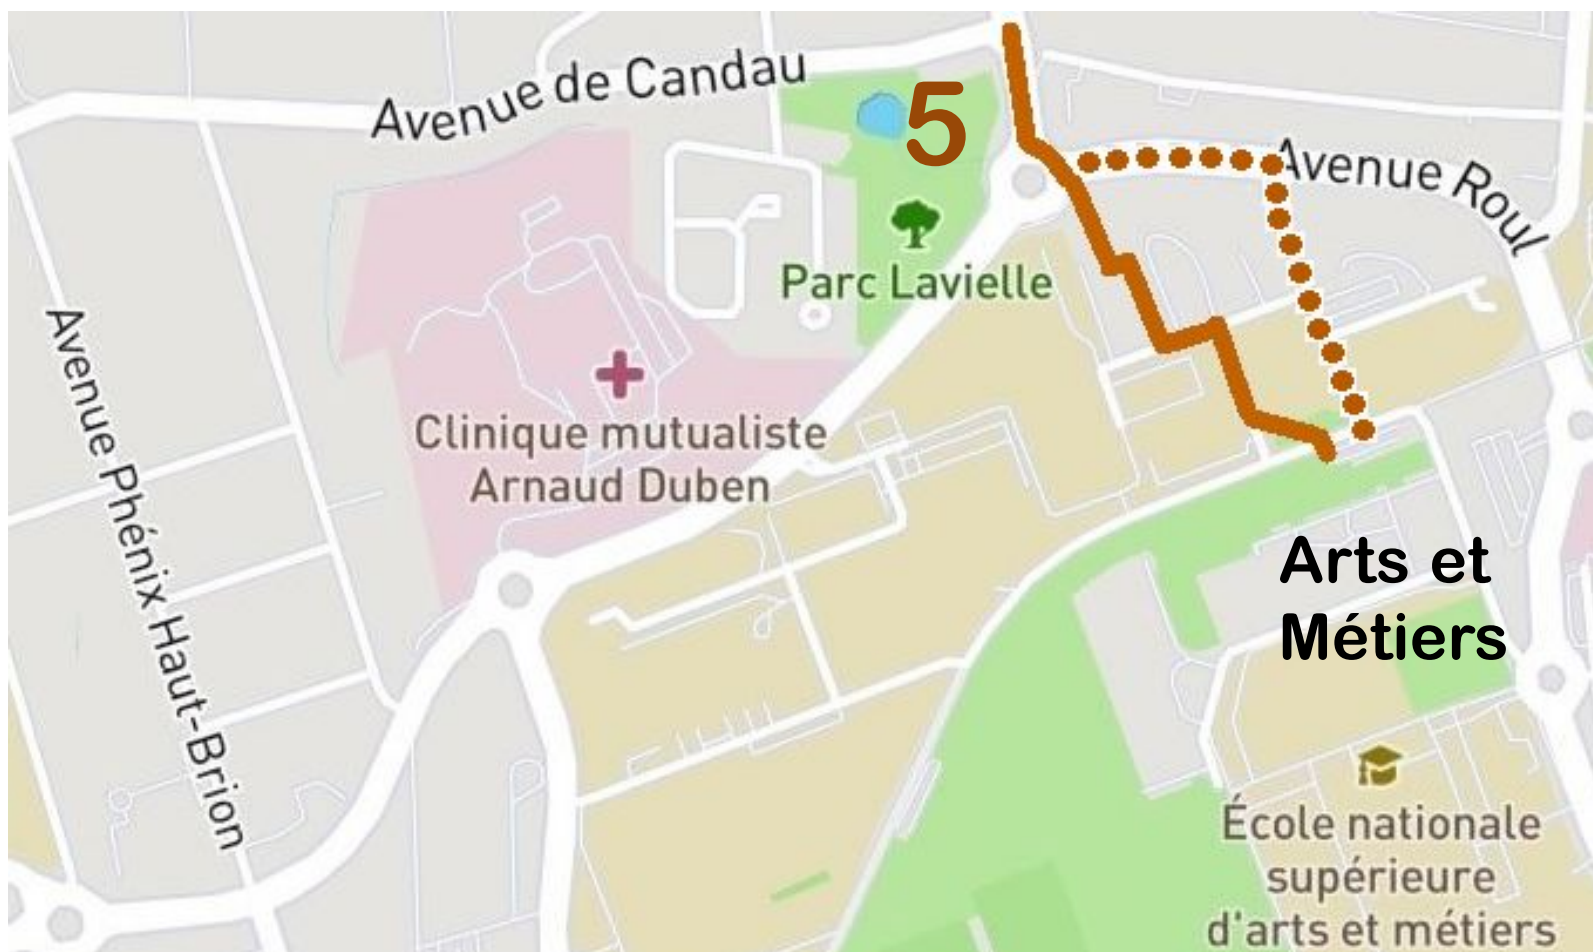 Avenue de Candau
5
Avenue Roul
Parc Lavielle
Avenue Phénix Haut-Brion
Clinique mutualiste
Arnaud Duben
Arts et
Métiers
École nationale
supérieure
d'arts et métiers